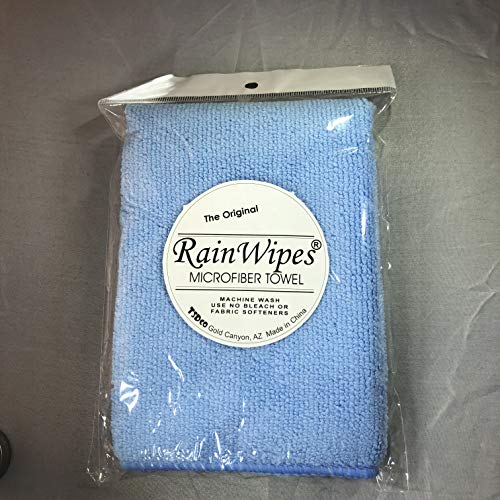 The Original
RainWipes®
MICROFIBER TOWEL
MACHINE WASH
USE NO BLEACH OR
FABRIC SOFTENERS
TSDco Gold Canyon, AZ Made in China